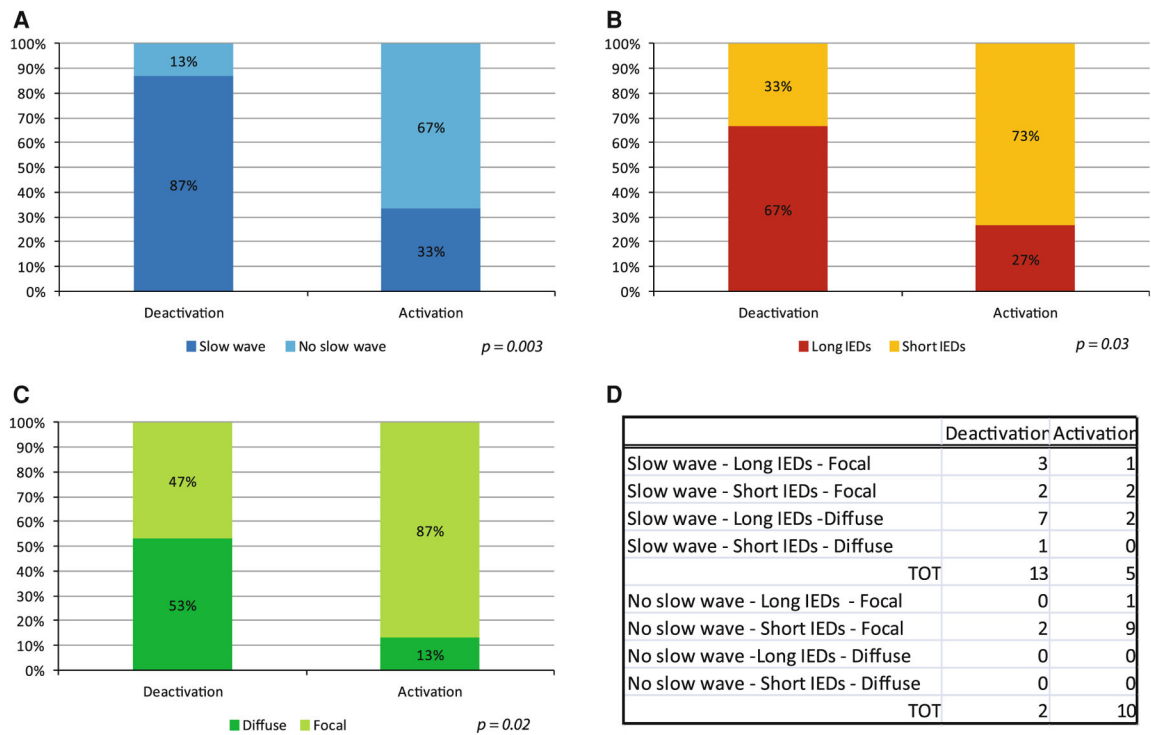 A
100%
90%
80%
70%
60%
50%
40%
30%
20%
10%
0%
13%
87%
67%
33%
Deactivation Activation
Slow wave No slow wave p = 0.003
B
100%
90%
80%
70%
60%
50%
40%
30%
20%
10%
0%
33%
67%
73%
27%
Deactivation Activation
Long IEDs Short IEDs p = 0.03
C
100%
90%
80%
70%
60%
50%
40%
30%
20%
10%
0%
47%
53%
87%
13%
Deactivation Activation
Diffuse Focal p = 0.02
D
Deactivation Activation
Slow wave - Long IEDs - Focal 3 1
Slow wave - Short IEDs - Focal 2 2
Slow wave - Long IEDs -Diffuse 7 2
Slow wave - Short IEDs - Diffuse 1 0
TOT 13 5
No slow wave - Long IEDs - Focal 0 1
No slow wave - Short IEDs - Focal 2 9
No slow wave -Long IEDs - Diffuse 0 0
No slow wave - Short IEDs - Diffuse 0 0
TOT 2 10